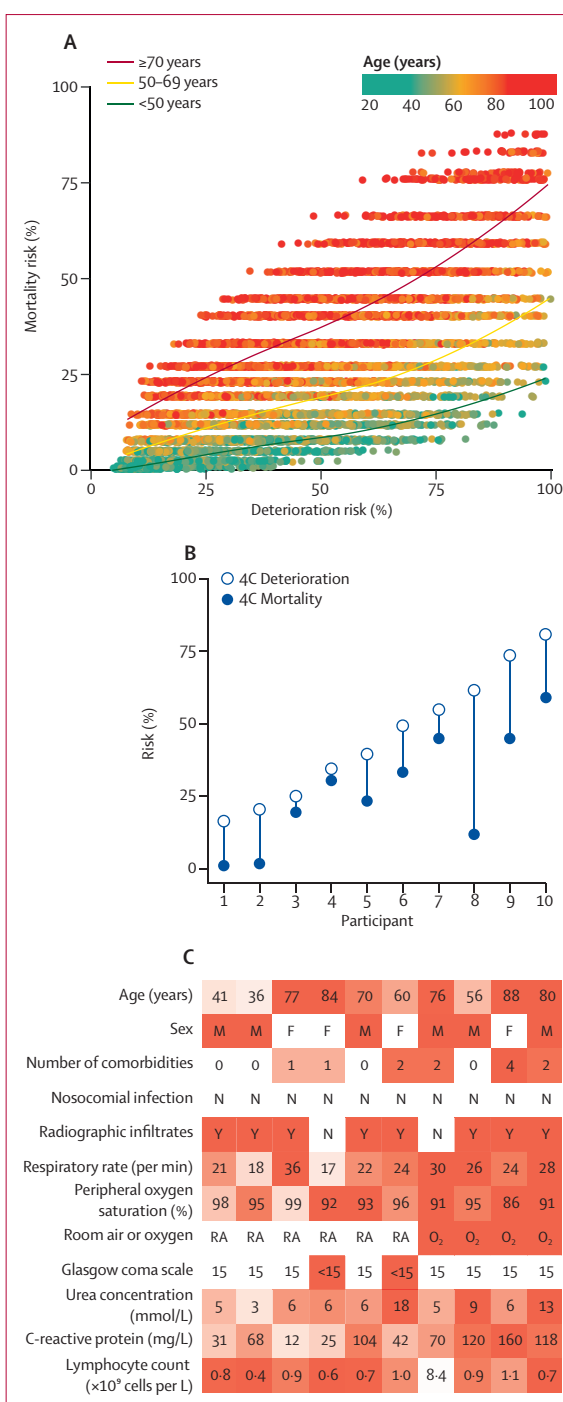 A
≥70 years
50–69 years
<50 years
Age (years)
20 40 60 80 100
100
75
50
25
0
Mortality risk (%)
0 25 50 75 100
Deterioration risk (%)
B
4C Deterioration
4C Mortality
100
75
50
25
0
Risk (%)
1 2 3 4 5 6 7 8 9 10
Participant
C
Age (years) 41 36 77 84 70 60 76 56 88 80
Sex M M F F M F M M F M
Number of comorbidities 0 0 1 1 0 2 2 0 4 2
Nosocomial infection N N N N N N N N N N
Radiographic infiltrates Y Y Y N Y Y N Y Y Y
Respiratory rate (per min) 21 18 36 17 22 24 30 26 24 28
Peripheral oxygen
saturation (%) 98 95 99 92 93 96 91 95 86 91
Room air or oxygen RA RA RA RA RA RA O₂ O₂ O₂ O₂
Glasgow coma scale 15 15 15 <15 15 <15 15 15 15 15
Urea concentration
(mmol/L) 5 3 6 6 6 18 5 9 6 13
C-reactive protein (mg/L) 31 68 12 25 104 42 70 120 160 118
Lymphocyte count
(×10⁹ cells per L) 0·8 0·4 0·9 0·6 0·7 1·0 8·4 0·9 1·1 0·7